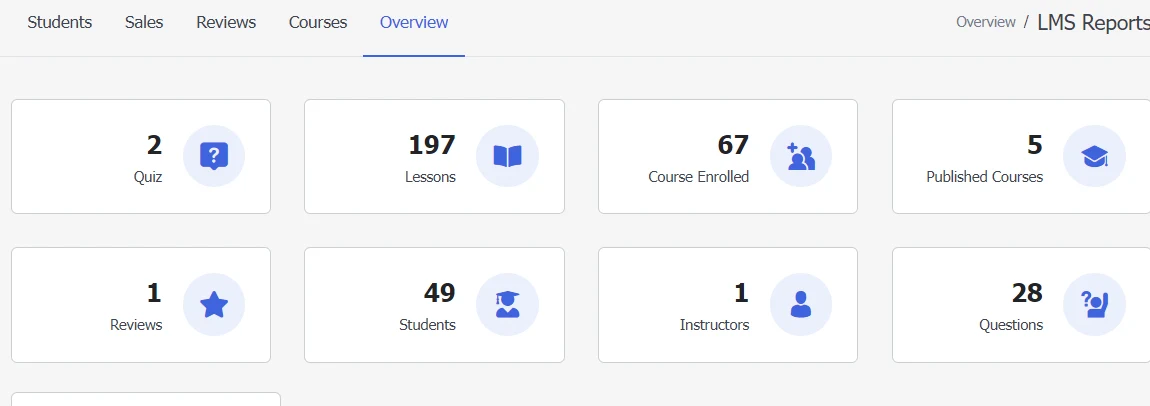 Students Sales Reviews Courses Overview
Overview / LMS Reports
2
Quiz
197
Lessons
67
Course Enrolled
5
Published Courses
1
Reviews
49
Students
1
Instructors
28
Questions